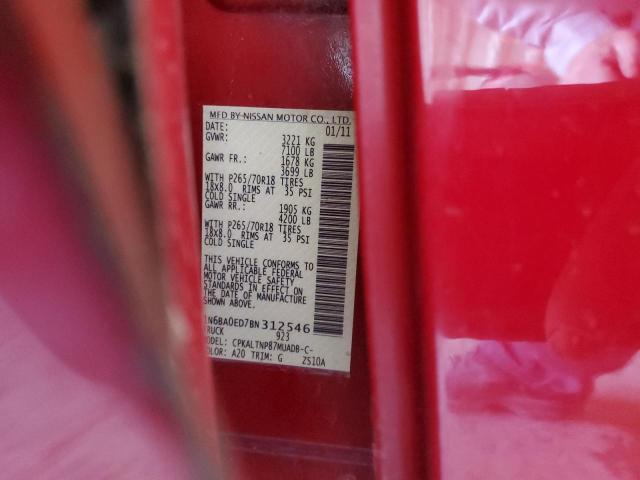 MFD BY NISSAN MOTOR CO., LTD.
DATE: 01/11
GVWR: 3221 KG
7100 LB
GAWR FR.: 1678 KG
3699 LB
WITH P265/70R18 TIRES
18X8.0 RIMS AT 35 PSI
COLD SINGLE
GAWR RR.: 1905 KG
4200 LB
WITH P265/70R18 TIRES
18X8.0 RIMS AT 35 PSI
COLD SINGLE
THIS VEHICLE CONFORMS TO
ALL APPLICABLE FEDERAL
MOTOR VEHICLE SAFETY
STANDARDS IN EFFECT ON
THE DATE OF MANUFACTURE
SHOWN ABOVE.
1N6BA0ED7BN312546
TRUCK 923
MODEL: CPKALTNP87MUADB-C-
COLOR: A20 TRIM: G ZS10A